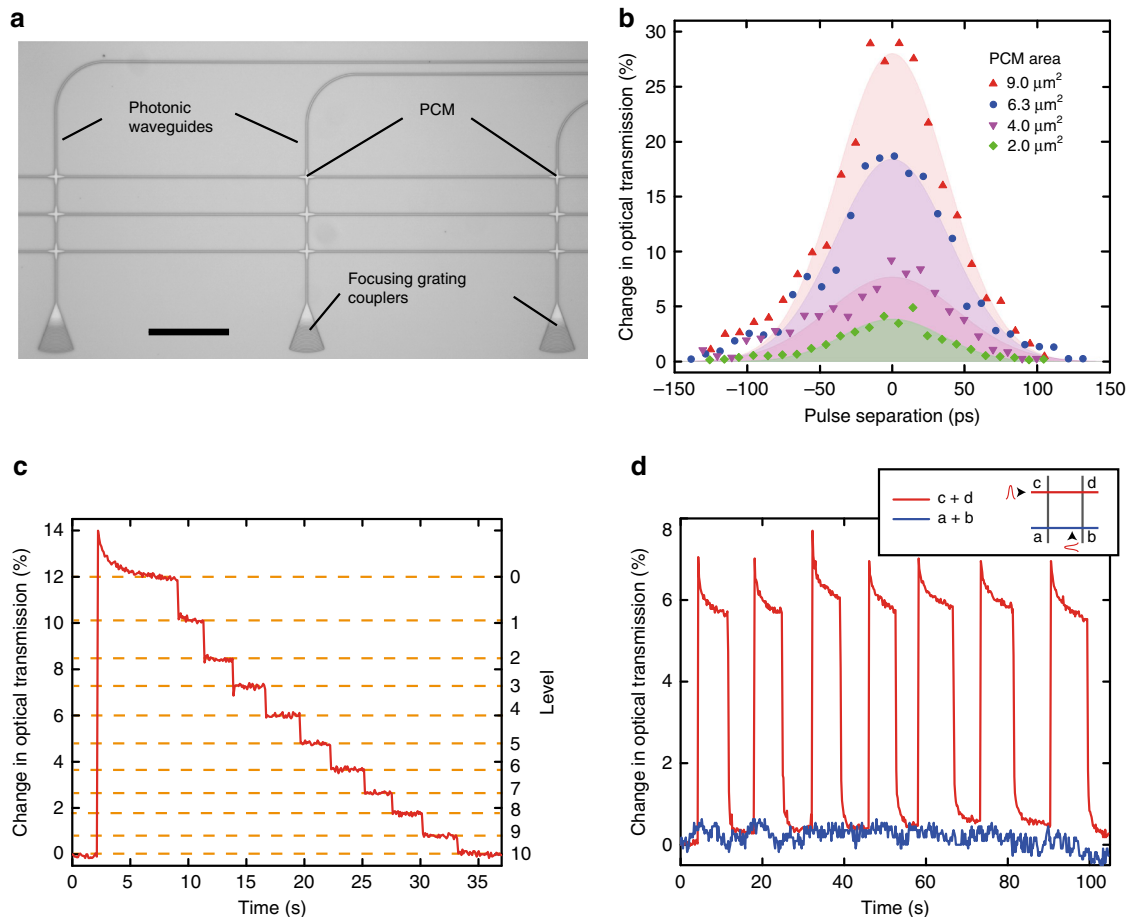 a
Photonic
waveguides
PCM
Focusing grating
couplers
b
Change in optical transmission (%)
30
25
20
15
10
5
0
PCM area
9.0 μm²
6.3 μm²
4.0 μm²
2.0 μm²
−150
−100
−50
0
50
100
150
Pulse separation (ps)
c
Change in optical transmission (%)
14
12
10
8
6
4
2
0
0
1
2
3
4
5
6
7
8
9
10
Level
0
5
10
15
20
25
30
35
Time (s)
d
Change in optical transmission (%)
8
6
4
2
0
c + d
a + b
c
d
a
b
0
20
40
60
80
100
Time (s)